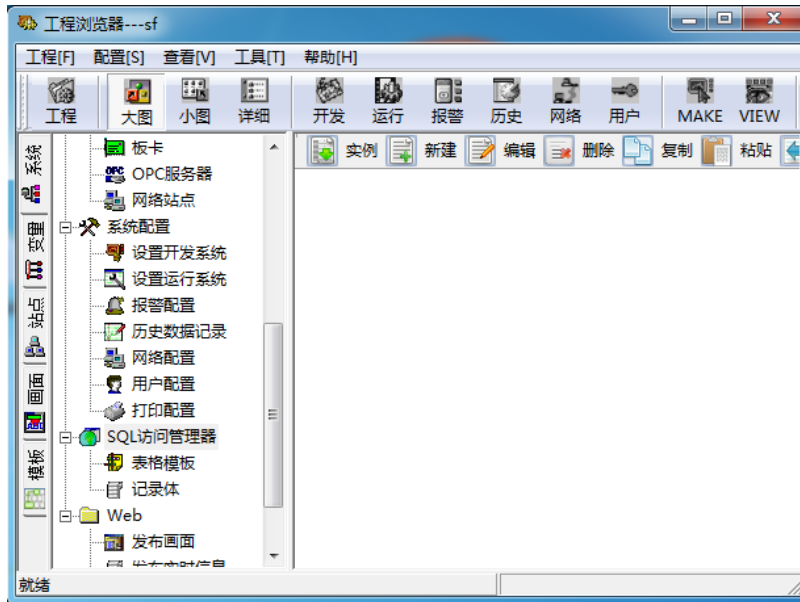 工程浏览器---sf
工程[F] 配置[S] 查看[V] 工具[T] 帮助[H]
工程 大图 小图 详细 开发 运行 报警 历史 网络 用户 MAKE VIEW
实例 新建 编辑 删除 复制 粘贴
系统
变量
站点
画面
模板
板卡
OPC服务器
网络站点
系统配置
设置开发系统
设置运行系统
报警配置
历史数据记录
网络配置
用户配置
打印配置
SQL访问管理器
表格模板
记录体
Web
发布画面
发布实时信息
就绪